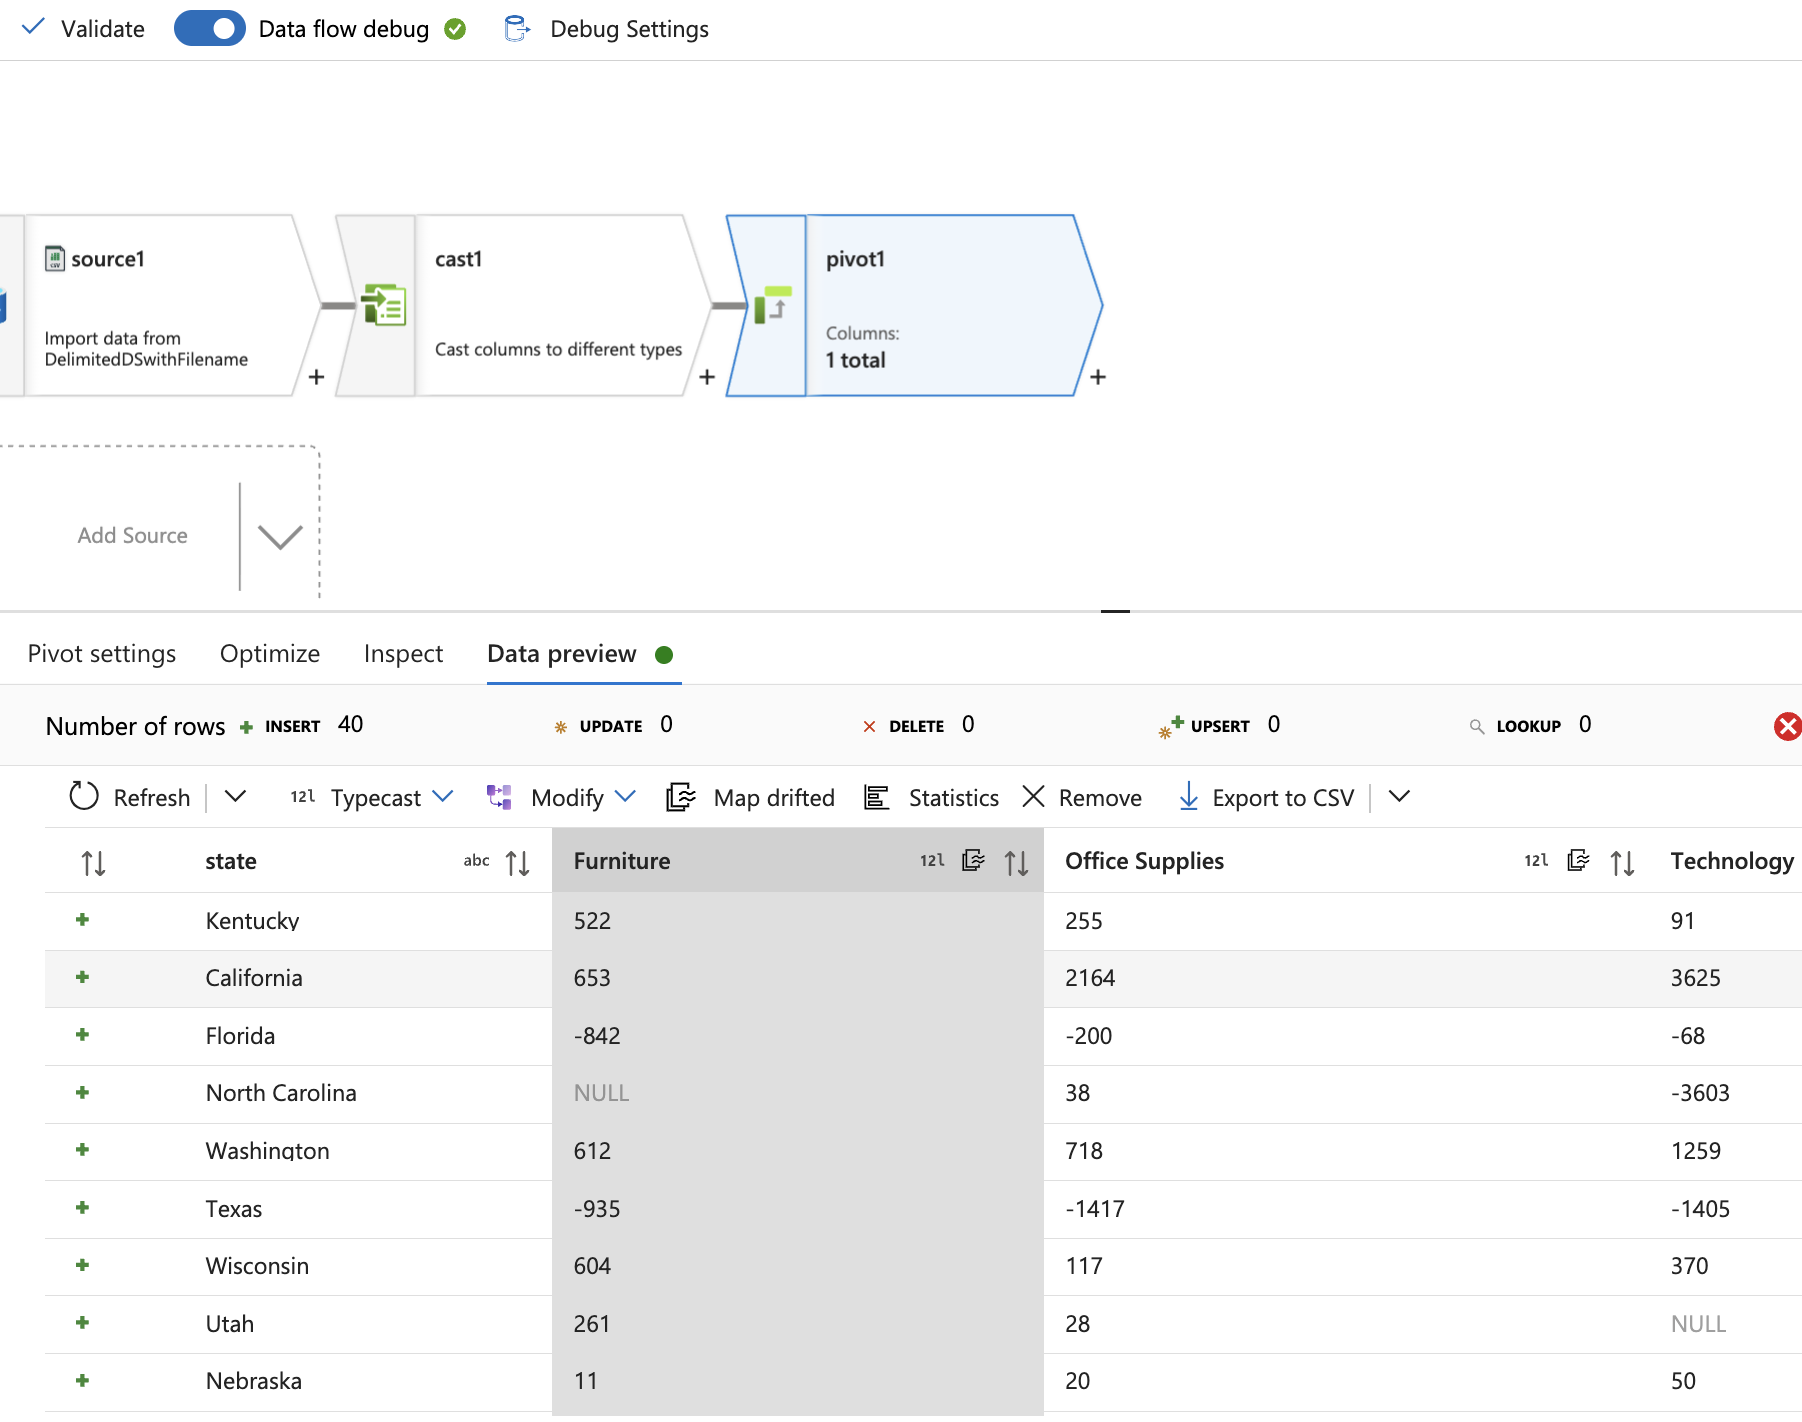 Validate Data flow debug Debug Settings
source1
Import data from
DelimitedDSwithFilename
+
cast1
Cast columns to different types
+
pivot1
Columns:
1 total
+
Add Source
Pivot settings Optimize Inspect Data preview
Number of rows INSERT 40 UPDATE 0 DELETE 0 UPSERT 0 LOOKUP 0
Refresh 12l Typecast Modify Map drifted Statistics Remove Export to CSV
state abc Furniture 12l Office Supplies 12l Technology
Kentucky 522 255 91
California 653 2164 3625
Florida -842 -200 -68
North Carolina NULL 38 -3603
Washington 612 718 1259
Texas -935 -1417 -1405
Wisconsin 604 117 370
Utah 261 28 NULL
Nebraska 11 20 50